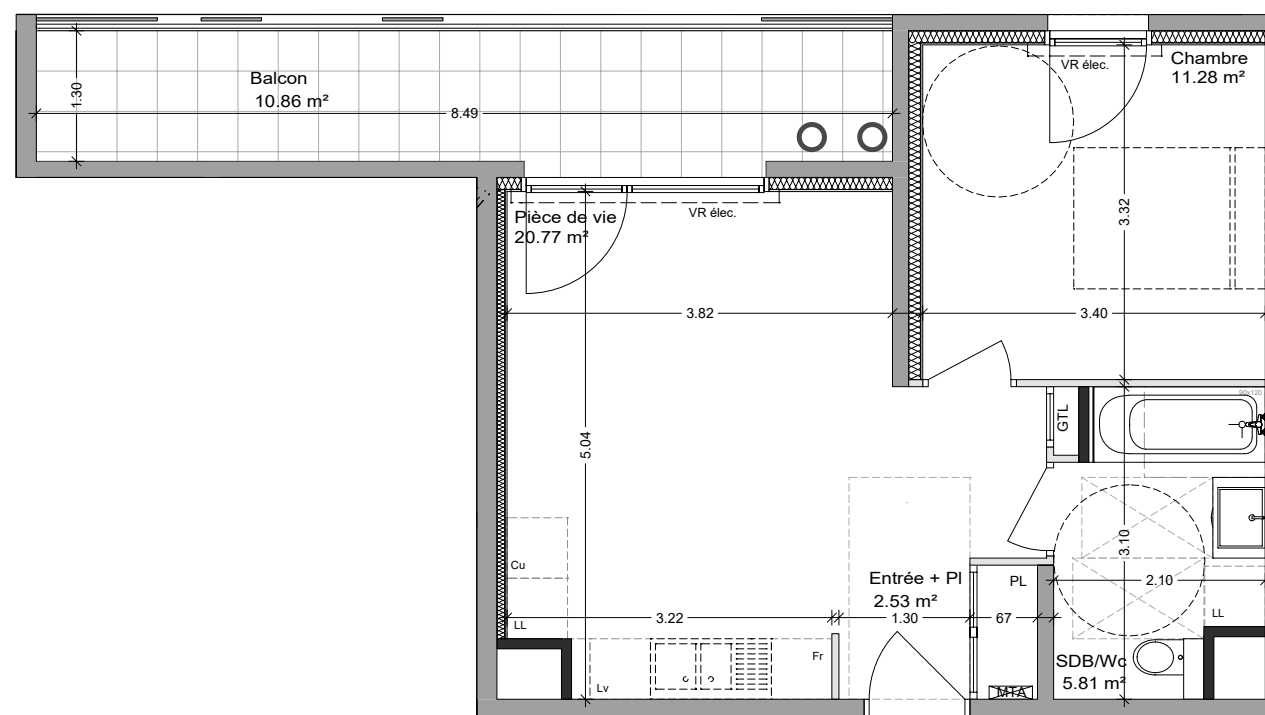 Balcon
10.86 m²
1.30
8.49
VR élec.
Chambre
11.28 m²
Pièce de vie
20.77 m²
VR élec.
3.32
3.82
3.40
90x120
GTL
5.04
3.10
Cu
Entrée + Pl
2.53 m²
PL
2.10
LL
3.22
1.30
67
LL
Fr
Lv
MTA
SDB/Wc
5.81 m²